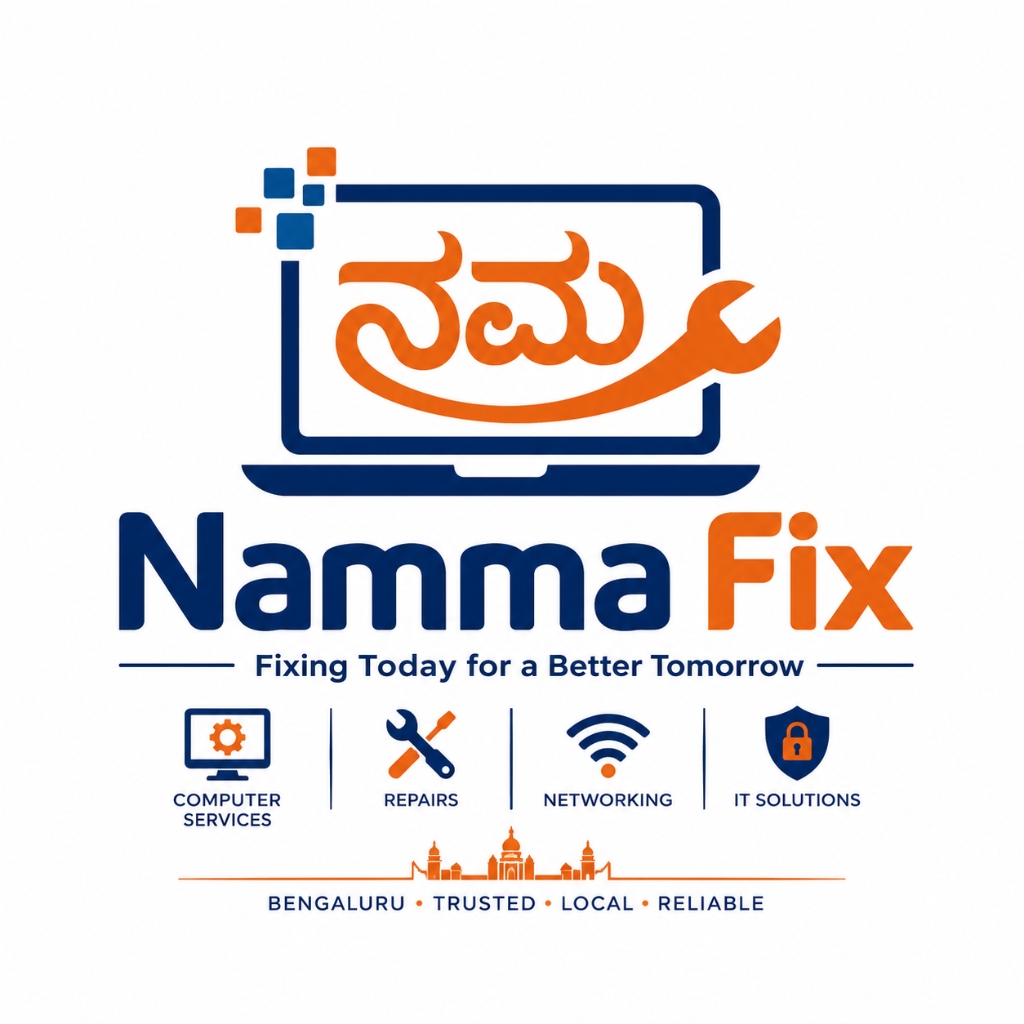 ನಮ
Namma Fix
Fixing Today for a Better Tomorrow
COMPUTER SERVICES
REPAIRS
NETWORKING
IT SOLUTIONS
BENGALURU • TRUSTED • LOCAL • RELIABLE